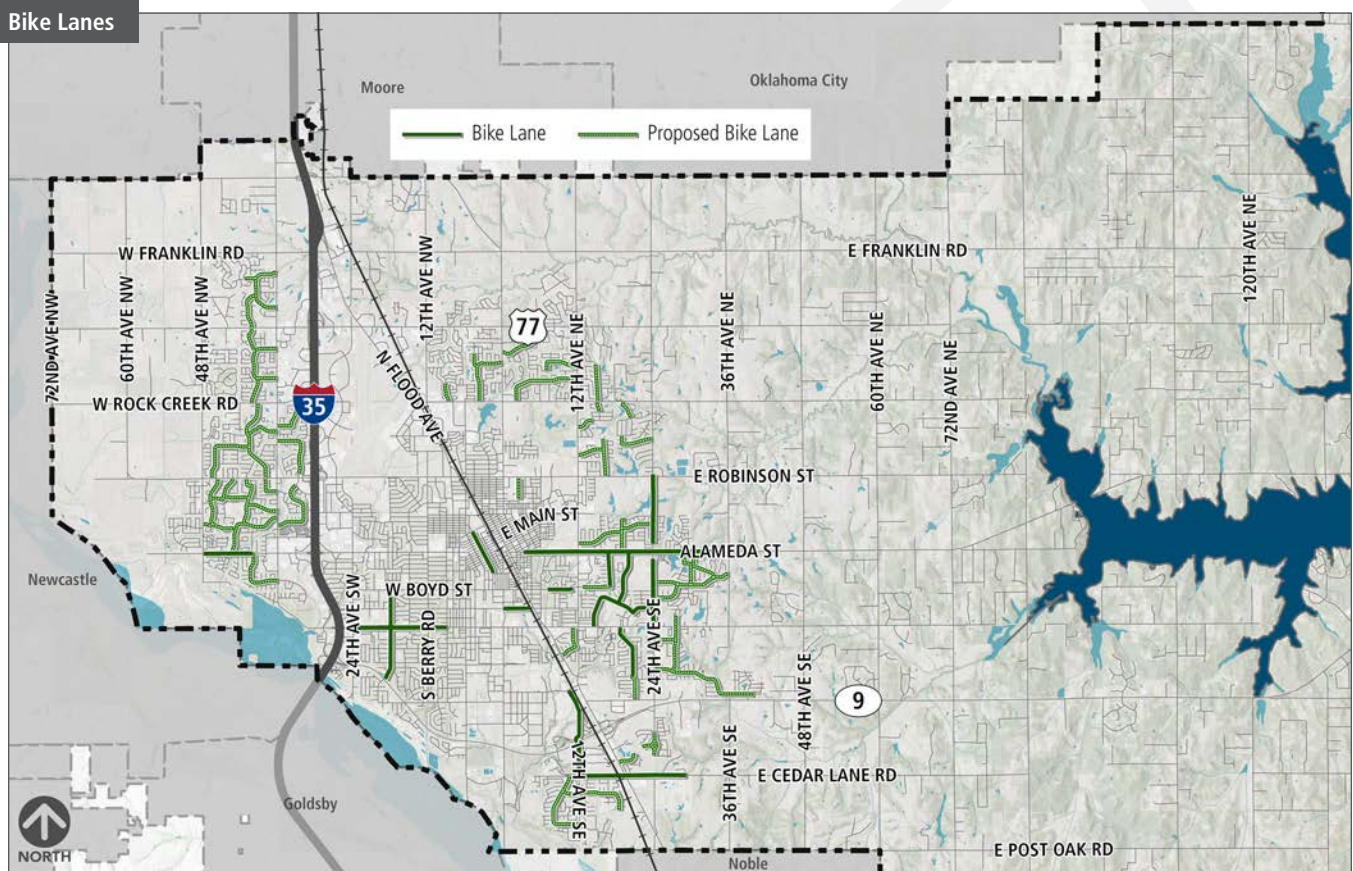 Bike Lanes
Moore
Oklahoma City
Bike Lane
Proposed Bike Lane
W FRANKLIN RD
E FRANKLIN RD
72ND AVE NW
60TH AVE NW
48TH AVE NW
12TH AVE NW
77
12TH AVE NE
36TH AVE NE
60TH AVE NE
72ND AVE NE
120TH AVE NE
N FLOOD AVE
W ROCK CREEK RD
35
E ROBINSON ST
E MAIN ST
ALAMEDA ST
Newcastle
24TH AVE SW
W BOYD ST
S BERRY RD
24TH AVE SE
48TH AVE SE
9
36TH AVE SE
12TH AVE SE
E CEDAR LANE RD
Goldsby
NORTH
Noble
E POST OAK RD